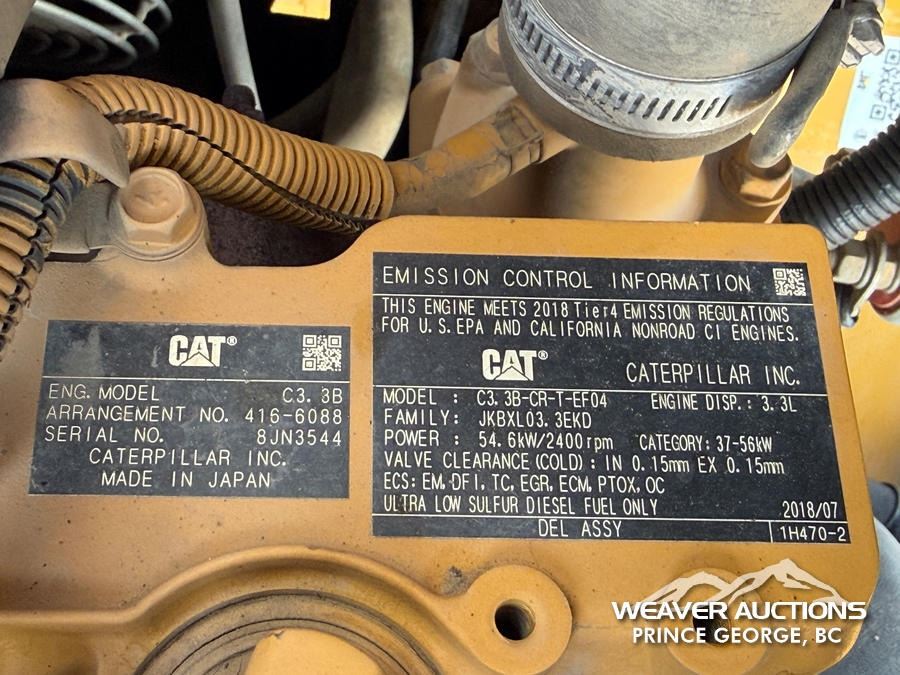 CAT®
ENG. MODEL C3.3B
ARRANGEMENT NO. 416-6088
SERIAL NO. 8JN3544
CATERPILLAR INC.
MADE IN JAPAN
EMISSION CONTROL INFORMATION
THIS ENGINE MEETS 2018 Tier4 EMISSION REGULATIONS
FOR U.S.EPA AND CALIFORNIA NONROAD CI ENGINES.
CAT® CATERPILLAR INC.
MODEL : C3.3B-CR-T-EF04 ENGINE DISP.: 3.3L
FAMILY: JKBXL03.3EKD
POWER : 54.6kW/2400rpm CATEGORY: 37-56kW
VALVE CLEARANCE(COLD): IN 0.15mm EX 0.15mm
ECS: EM,DFI,TC,EGR,ECM,PTOX,OC
ULTRA LOW SULFUR DIESEL FUEL ONLY 2018/07
DEL ASSY 1H470-2
WEAVER AUCTIONS
PRINCE GEORGE, BC